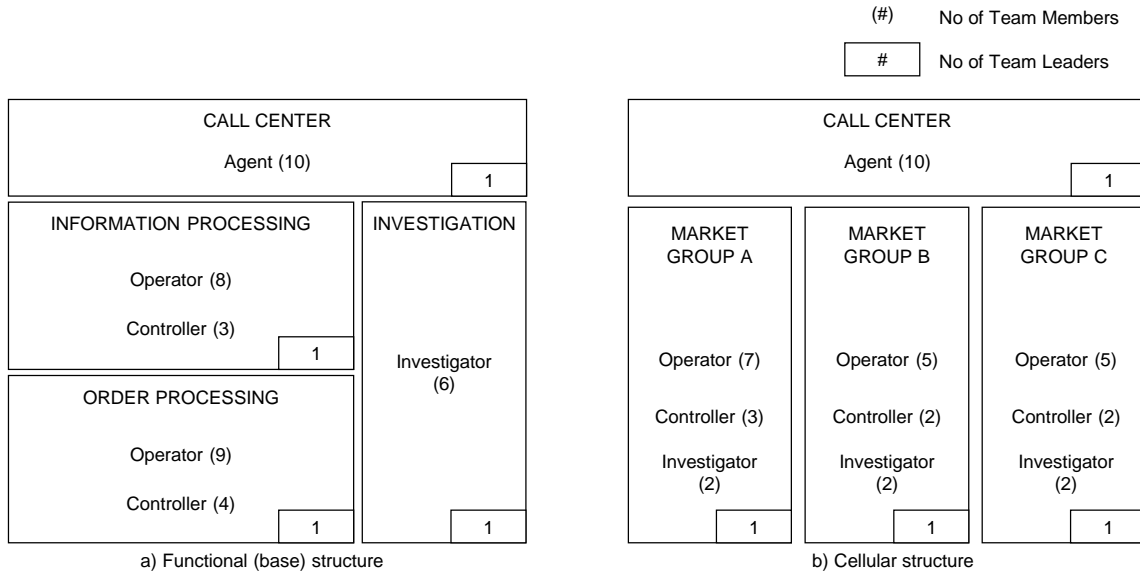 (#) No of Team Members
# No of Team Leaders
CALL CENTER
Agent (10)
1
INFORMATION PROCESSING
Operator (8)
Controller (3)
1
INVESTIGATION
Investigator
(6)
1
ORDER PROCESSING
Operator (9)
Controller (4)
1
a) Functional (base) structure
CALL CENTER
Agent (10)
1
MARKET
GROUP A
Operator (7)
Controller (3)
Investigator
(2)
1
MARKET
GROUP B
Operator (5)
Controller (2)
Investigator
(2)
1
MARKET
GROUP C
Operator (5)
Controller (2)
Investigator
(2)
1
b) Cellular structure